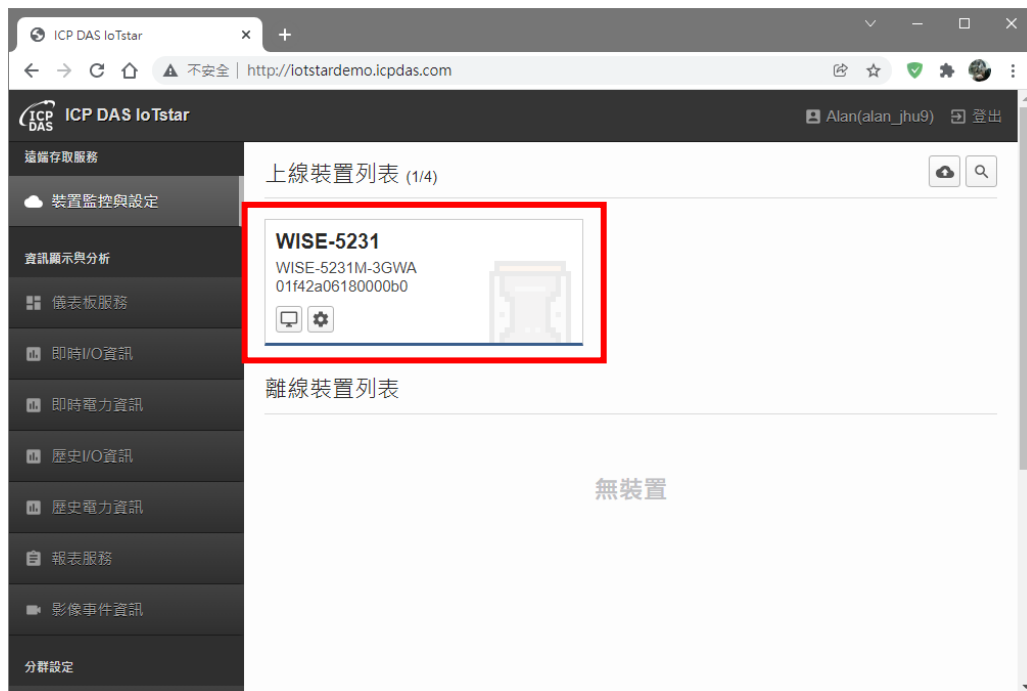 ICP DAS IoTstar
不安全
http://iotstardemo.icpdas.com
ICP DAS
ICP DAS IoTstar
Alan(alan_jhu9)
登出
遠端存取服務
裝置監控與設定
資訊顯示與分析
儀表板服務
即時I/O資訊
即時電力資訊
歷史I/O資訊
歷史電力資訊
報表服務
影像事件資訊
分群設定
上線裝置列表 (1/4)
WISE-5231
WISE-5231M-3GWA
01f42a06180000b0
離線裝置列表
無裝置